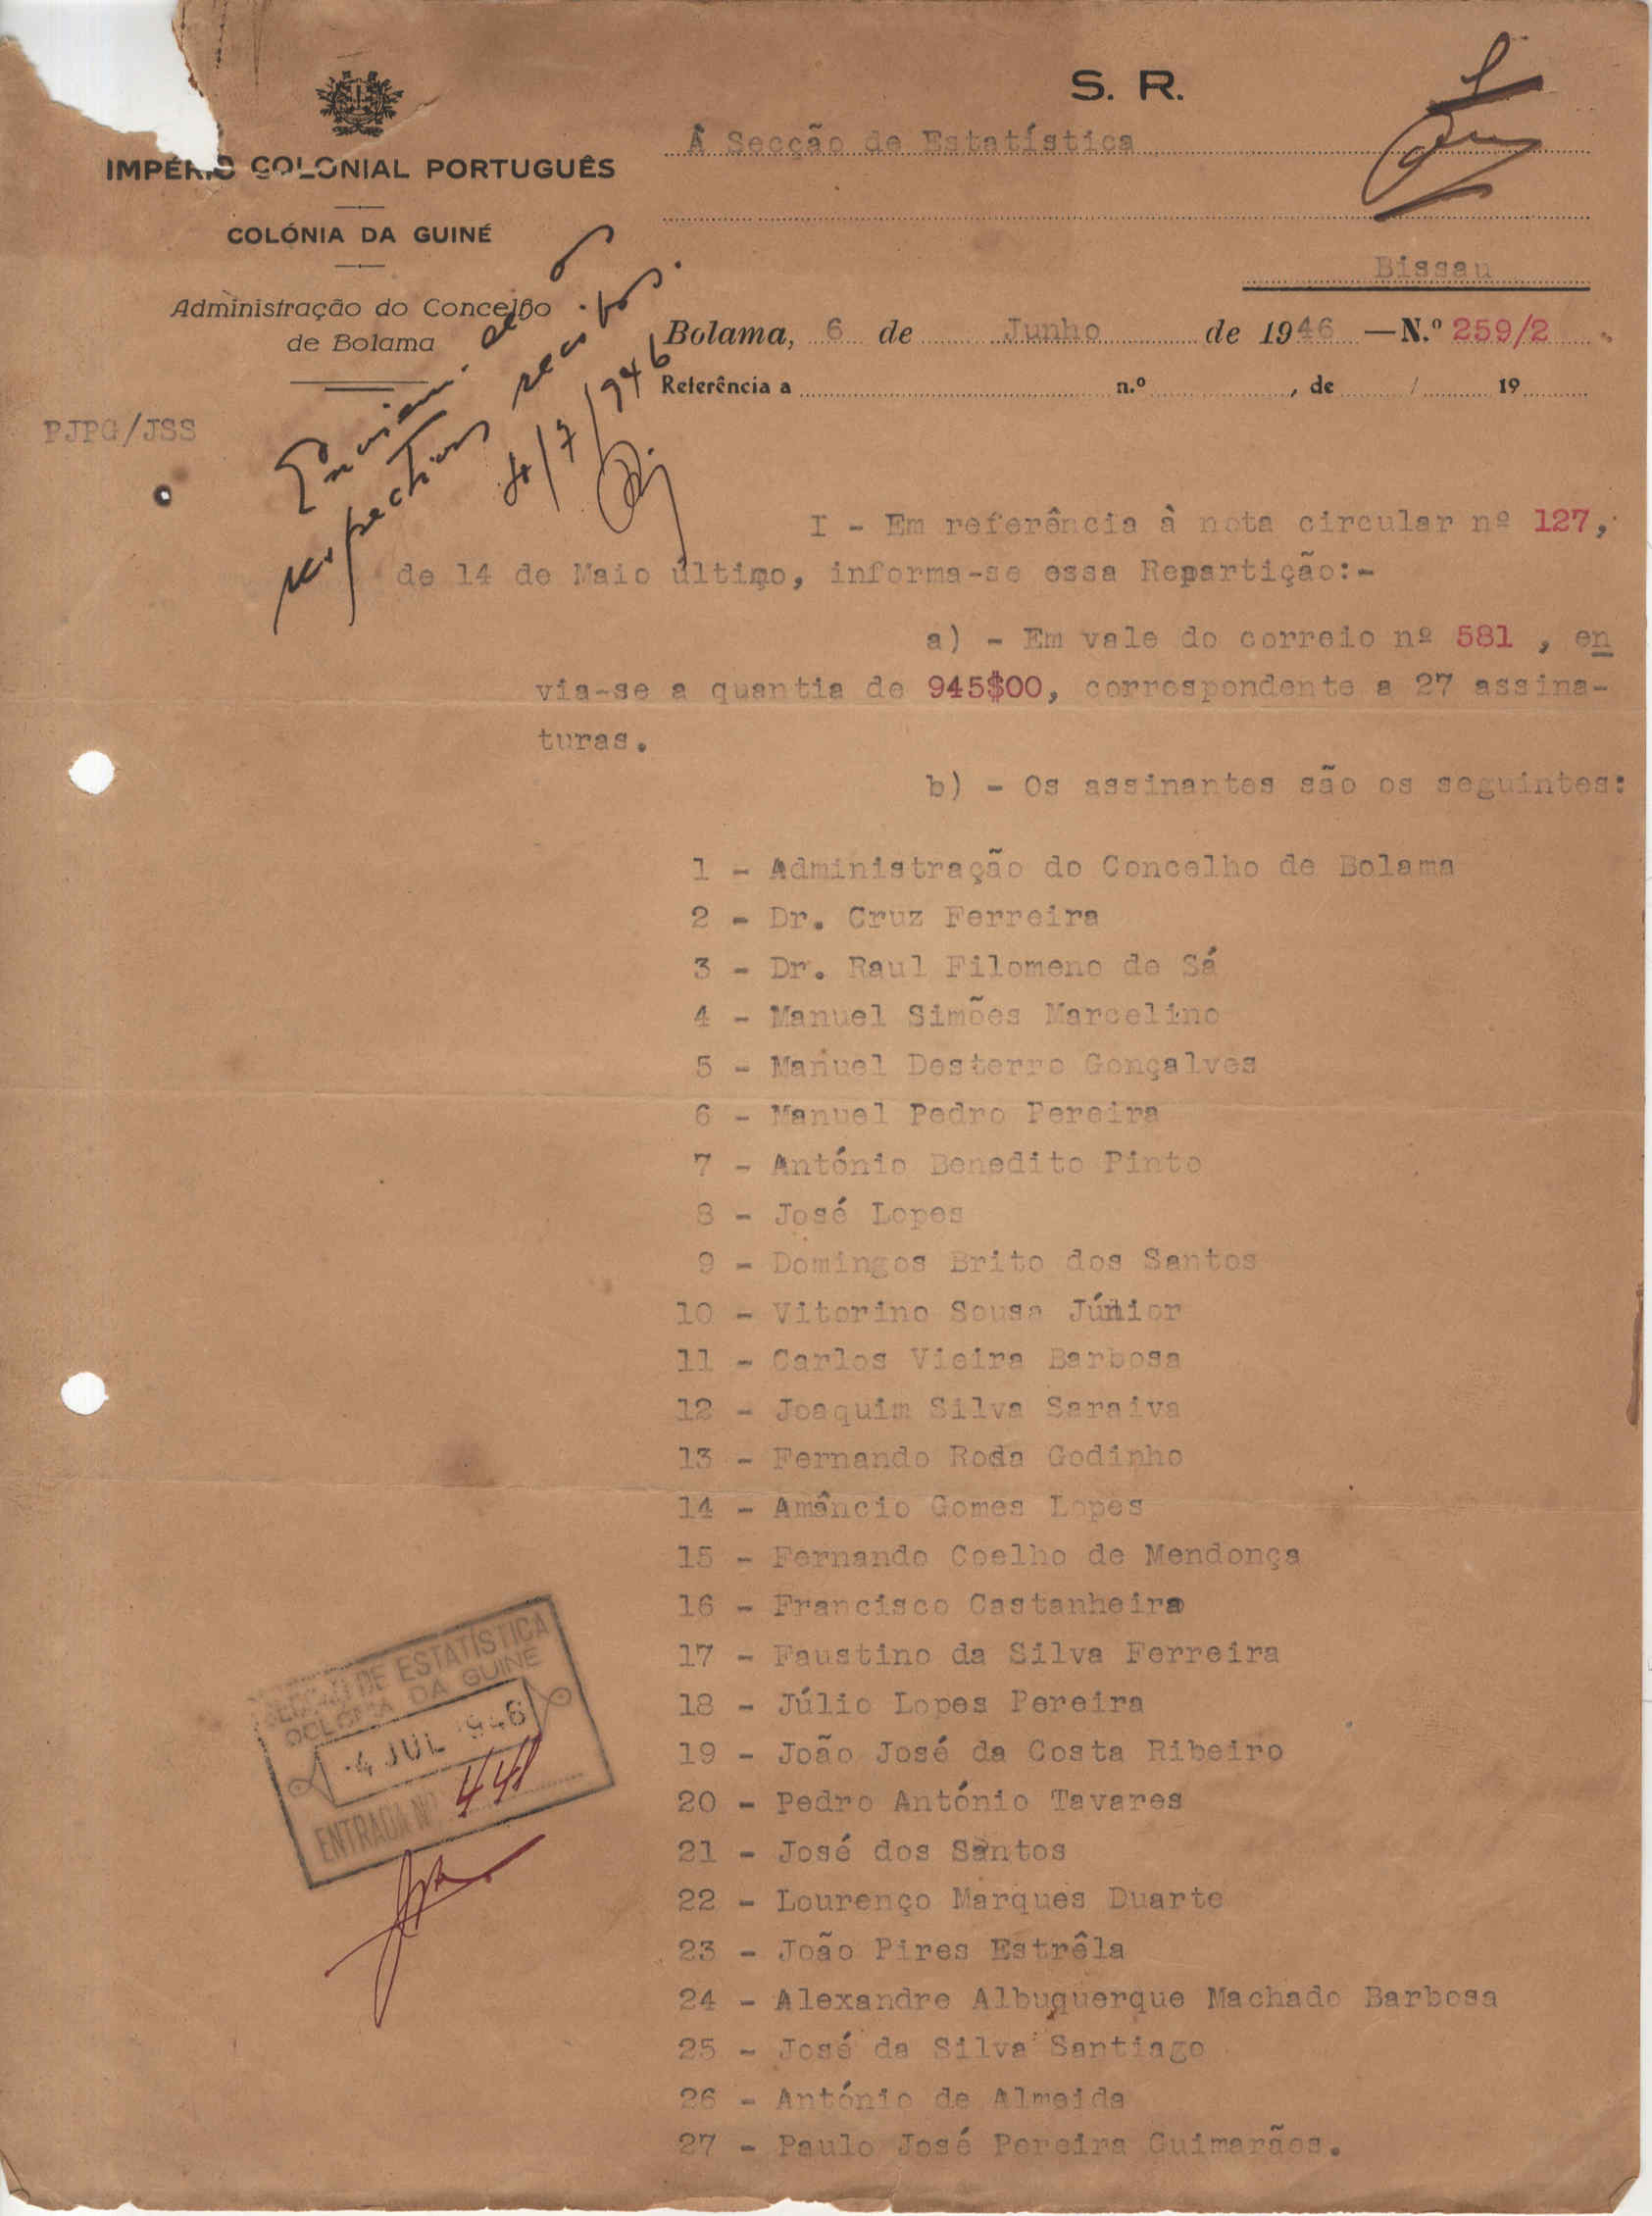 S. R.
IMPÉRIO COLONIAL PORTUGUÊS
COLÓNIA DA GUINÉ
Administração do Concelho
de Bolama
À Secção de Estatística
Bissau
Bolama, 6 de Junho de 1946 — N.º 259/2
Referência a n.º , de / 19
PJPG/JSS
Enviem-se os
respectivos recibos.
4/7/946
I - Em referência à nota circular nº 127,
de 14 de Maio último, informa-se essa Repartição:-
a) - Em vale do correio nº 581 , en
via-se a quantia de 945$00, correspondente a 27 assina-
turas.
b) - Os assinantes são os seguintes:
1 - Administração do Concelho de Bolama
2 - Dr. Cruz Ferreira
3 - Dr. Raul Filomeno de Sá
4 - Manuel Simões Marcelino
5 - Manuel Desterro Gonçalves
6 - Manuel Pedro Pereira
7 - António Benedito Pinto
8 - José Lopes
9 - Domingos Brito dos Santos
10 - Vitorino Sousa Júnior
11 - Carlos Vieira Barbosa
12 - Joaquim Silva Saraiva
13 - Fernando Roda Godinho
14 - Amâncio Gomes Lopes
15 - Fernando Coelho de Mendonça
16 - Francisco Castanheira
17 - Faustino da Silva Ferreira
18 - Júlio Lopes Pereira
19 - João José da Costa Ribeiro
20 - Pedro António Tavares
21 - José dos Santos
22 - Lourenço Marques Duarte
23 - João Pires Estrêla
24 - Alexandre Albuquerque Machado Barbosa
25 - José da Silva Santiago
26 - António de Almeida
27 - Paulo José Pereira Guimarães.
SECÇÃO DE ESTATÍSTICA
COLÓNIA DA GUINÉ
-4 JUL 1946
ENTRADA Nº 441